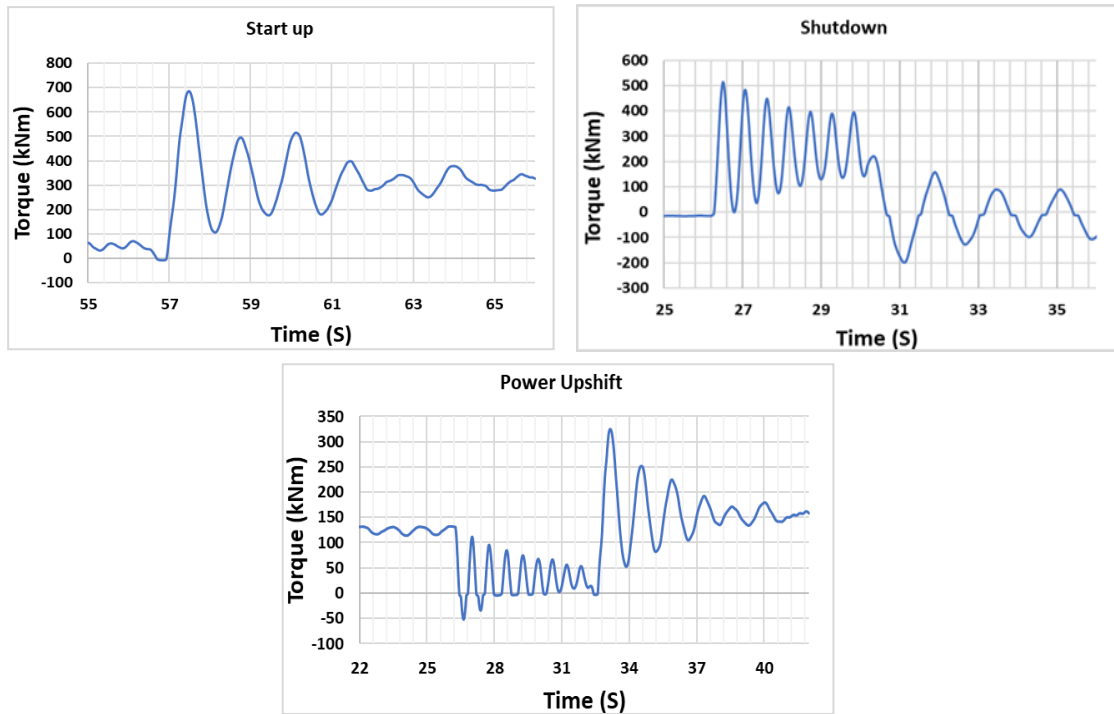 Start up
Torque (kNm)
800
700
600
500
400
300
200
100
0
-100
55 57 59 61 63 65
Time (S)
Shutdown
Torque (kNm)
600
500
400
300
200
100
0
-100
-200
-300
25 27 29 31 33 35
Time (S)
Power Upshift
Torque (kNm)
350
300
250
200
150
100
50
0
-50
-100
22 25 28 31 34 37 40
Time (S)